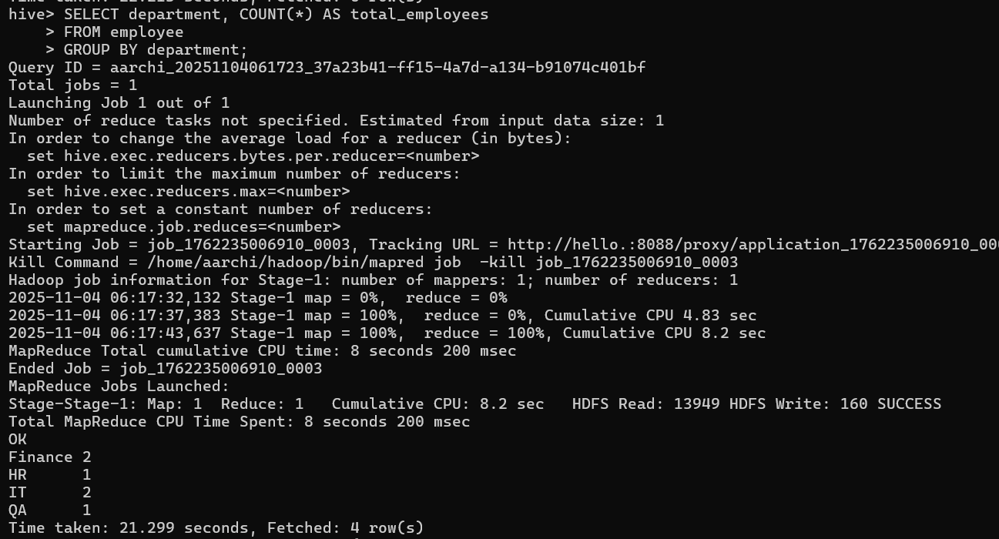 Time taken: 22.213 seconds, Fetched: 6 row(s)
hive> SELECT department, COUNT(*) AS total_employees
    > FROM employee
    > GROUP BY department;
Query ID = aarchi_20251104061723_37a23b41-ff15-4a7d-a134-b91074c401bf
Total jobs = 1
Launching Job 1 out of 1
Number of reduce tasks not specified. Estimated from input data size: 1
In order to change the average load for a reducer (in bytes):
  set hive.exec.reducers.bytes.per.reducer=<number>
In order to limit the maximum number of reducers:
  set hive.exec.reducers.max=<number>
In order to set a constant number of reducers:
  set mapreduce.job.reduces=<number>
Starting Job = job_1762235006910_0003, Tracking URL = http://hello.:8088/proxy/application_1762235006910_00
Kill Command = /home/aarchi/hadoop/bin/mapred job  -kill job_1762235006910_0003
Hadoop job information for Stage-1: number of mappers: 1; number of reducers: 1
2025-11-04 06:17:32,132 Stage-1 map = 0%,  reduce = 0%
2025-11-04 06:17:37,383 Stage-1 map = 100%,  reduce = 0%, Cumulative CPU 4.83 sec
2025-11-04 06:17:43,637 Stage-1 map = 100%,  reduce = 100%, Cumulative CPU 8.2 sec
MapReduce Total cumulative CPU time: 8 seconds 200 msec
Ended Job = job_1762235006910_0003
MapReduce Jobs Launched:
Stage-Stage-1: Map: 1  Reduce: 1   Cumulative CPU: 8.2 sec   HDFS Read: 13949 HDFS Write: 160 SUCCESS
Total MapReduce CPU Time Spent: 8 seconds 200 msec
OK
Finance 2
HR      1
IT      2
QA      1
Time taken: 21.299 seconds, Fetched: 4 row(s)